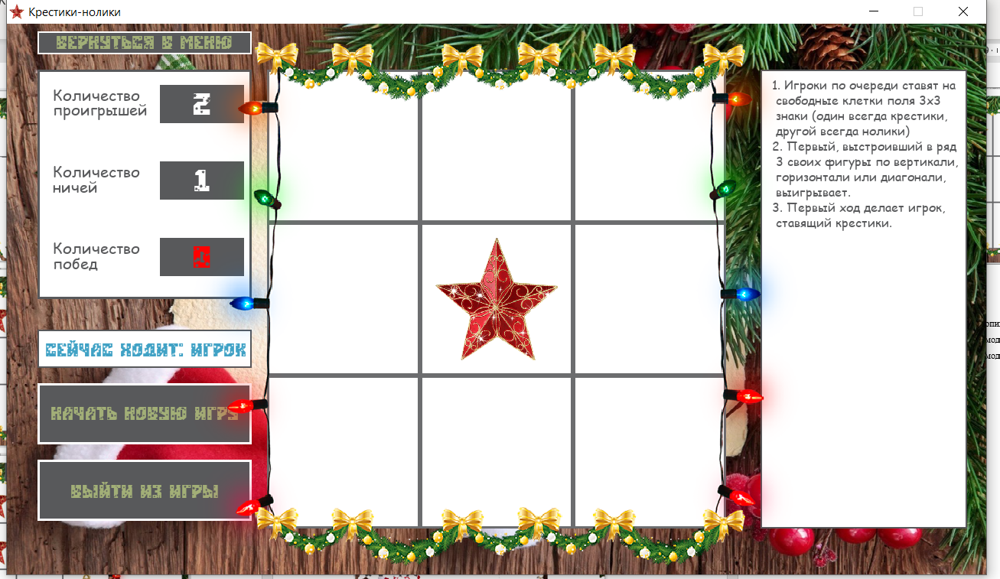 Крестики-нолики
ВЕРНУТЬСЯ В МЕНЮ
Количество
проигрышей
2
Количество
ничей
1
Количество
побед
СЕЙЧАС ХОДИТ: ИГРОК
НАЧАТЬ НОВУЮ ИГРУ
ВЫЙТИ ИЗ ИГРЫ
1. Игроки по очереди ставят на
свободные клетки поля 3х3
знаки (один всегда крестики,
другой всегда нолики)
2. Первый, выстроивший в ряд
3 своих фигуры по вертикали,
горизонтали или диагонали,
выигрывает.
3. Первый ход делает игрок,
ставящий крестики.